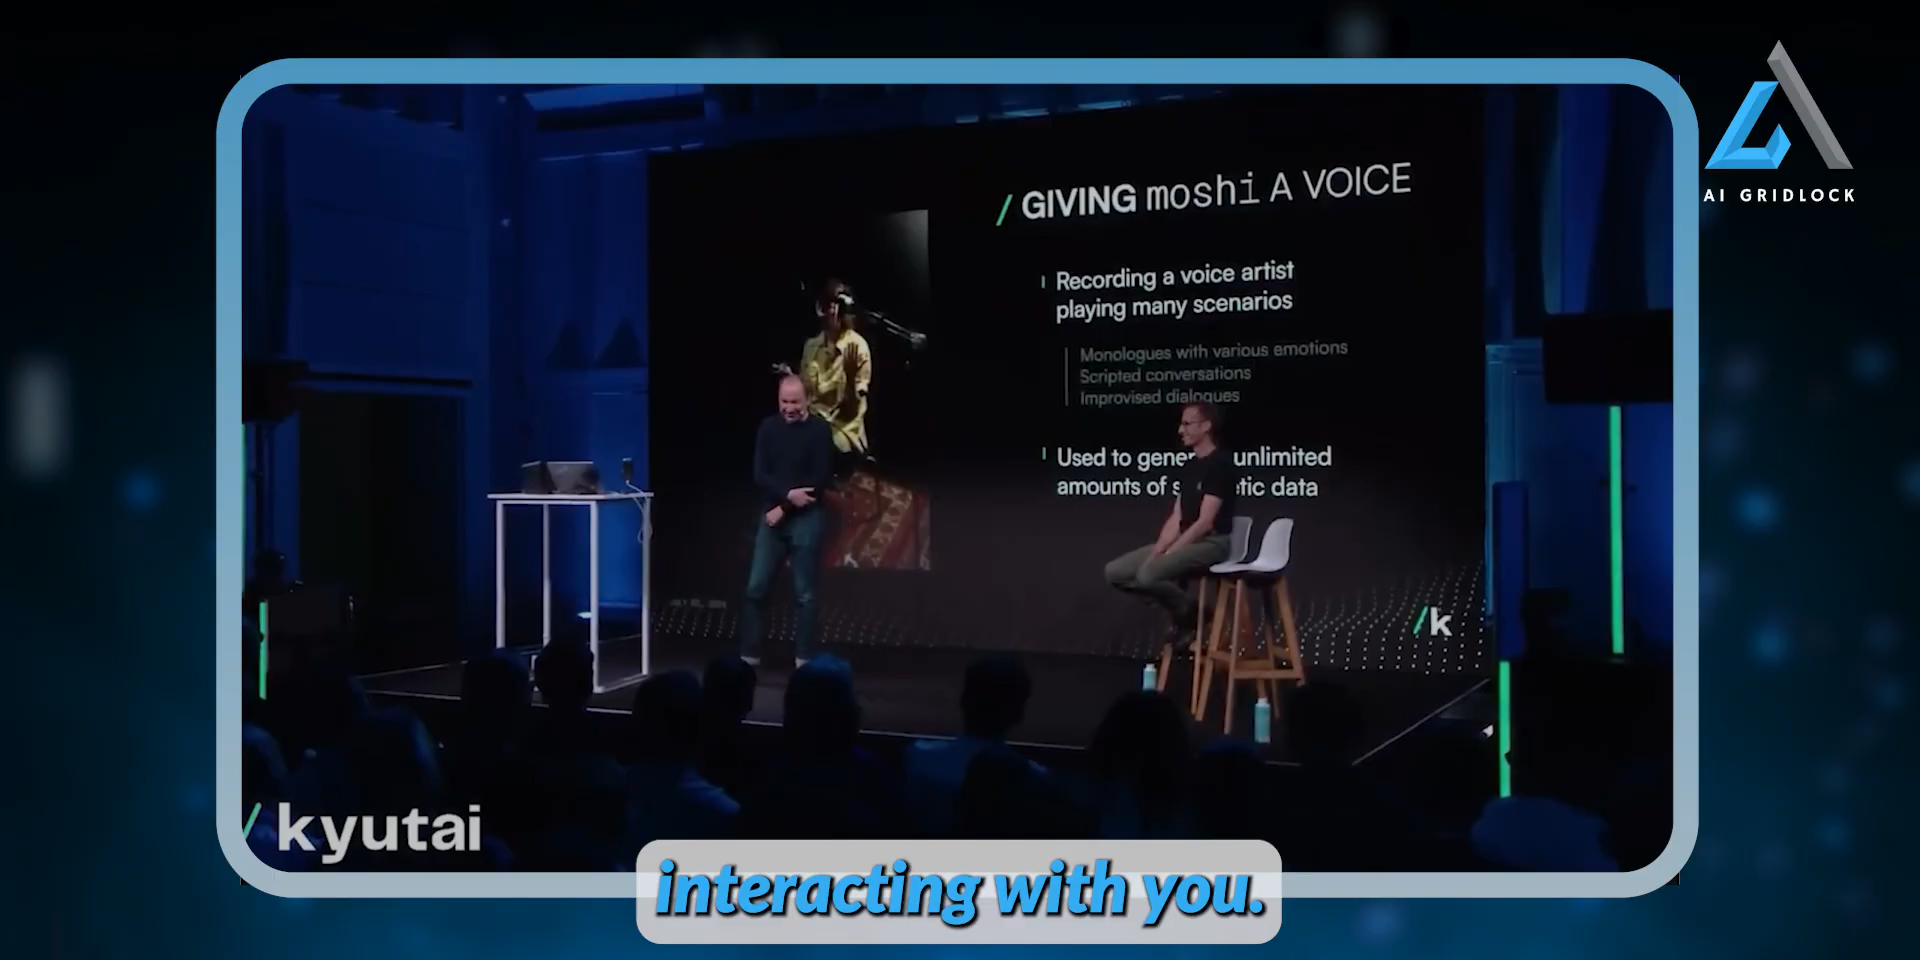 AI GRIDLOCK
/ GIVING moshi A VOICE
Recording a voice artist
playing many scenarios
Monologues with various emotions
Scripted conversations
Improvised dialogues
Used to gene unlimited
amounts of s tic data
/k
/ kyutai
interacting with you.